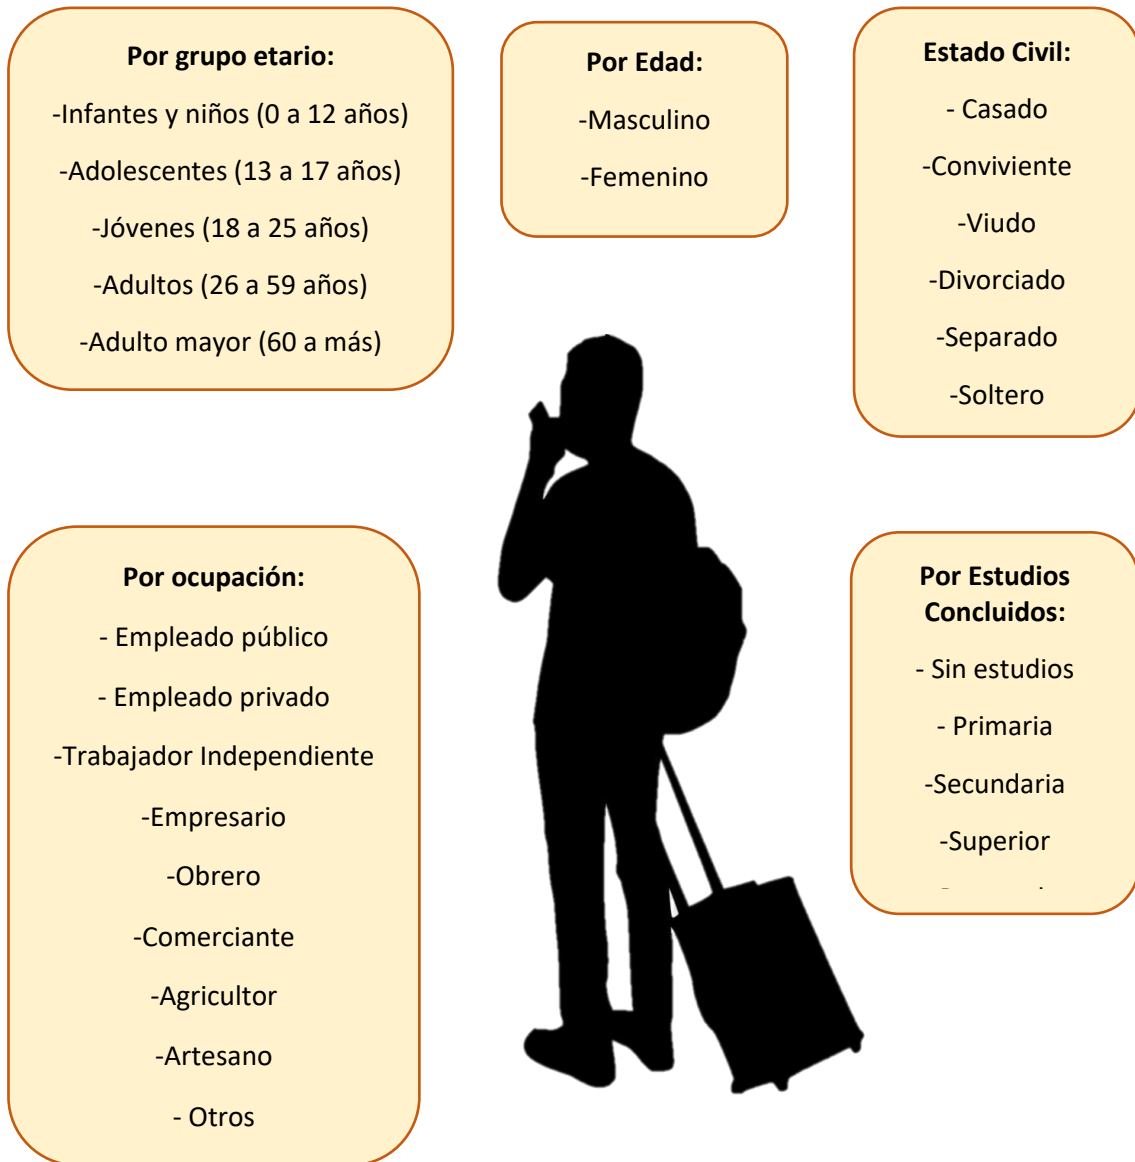 Por grupo etario:
-Infantes y niños (0 a 12 años)
-Adolescentes (13 a 17 años)
-Jóvenes (18 a 25 años)
-Adultos (26 a 59 años)
-Adulto mayor (60 a más)
Por Edad:
-Masculino
-Femenino
Estado Civil:
- Casado
-Conviviente
-Viudo
-Divorciado
-Separado
-Soltero
Por ocupación:
- Empleado público
- Empleado privado
-Trabajador Independiente
-Empresario
-Obrero
-Comerciante
-Agricultor
-Artesano
- Otros
Por Estudios
Concluidos:
- Sin estudios
- Primaria
-Secundaria
-Superior